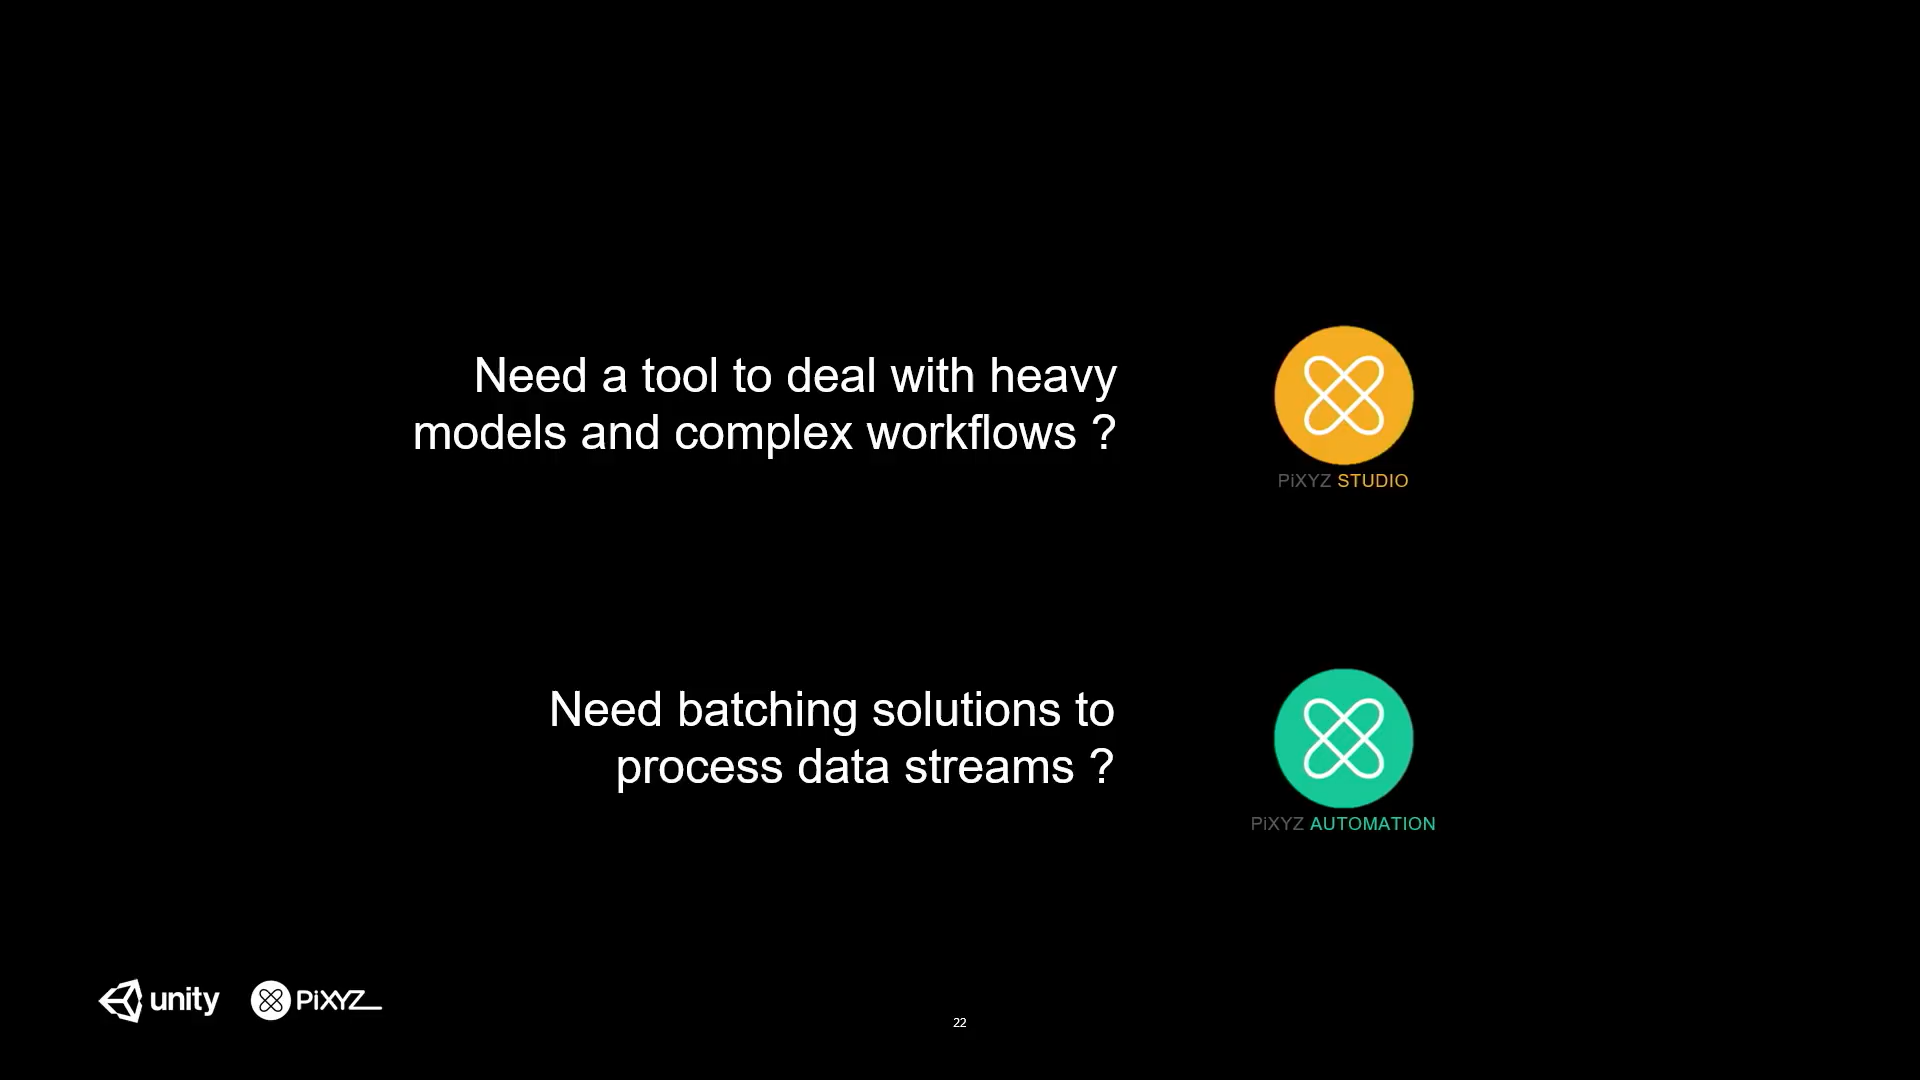 Need a tool to deal with heavy
models and complex workflows ?
PiXYZ STUDIO
Need batching solutions to
process data streams ?
PiXYZ AUTOMATION
unity
PiXYZ
22